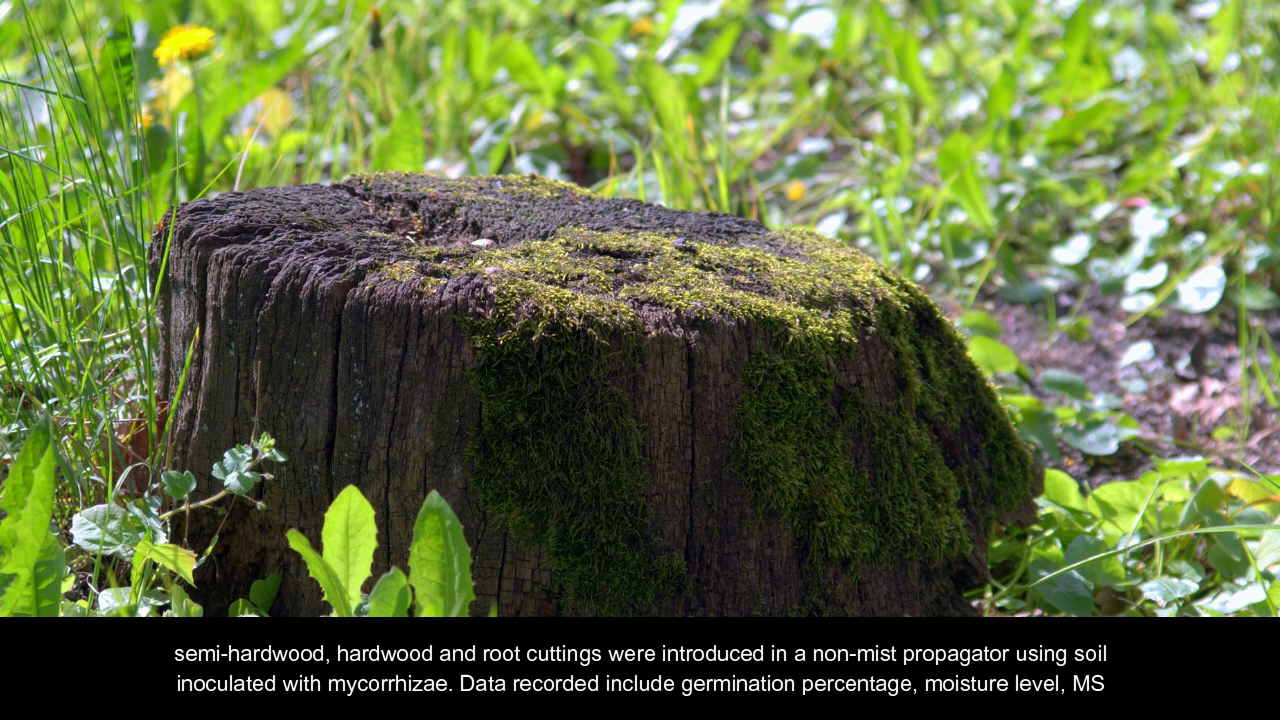 semi-hardwood, hardwood and root cuttings were introduced in a non-mist propagator using soil
inoculated with mycorrhizae. Data recorded include germination percentage, moisture level, MS